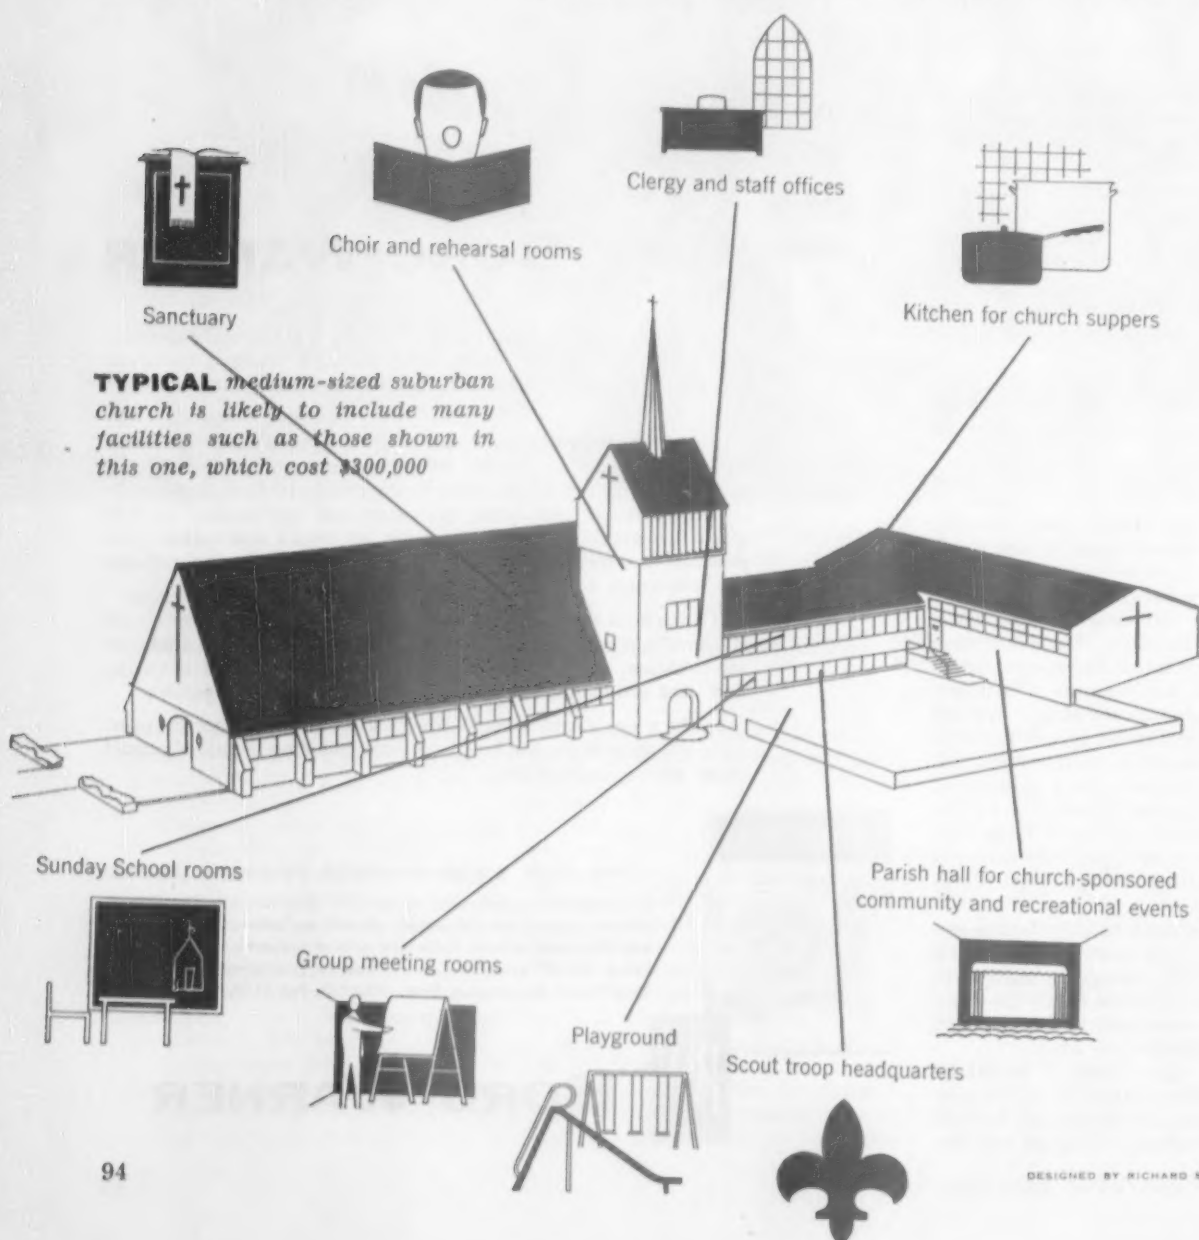 Clergy and staff offices
Choir and rehearsal rooms
Sanctuary
Kitchen for church suppers
TYPICAL medium-sized suburban
church is likely to include many
facilities such as those shown in
this one, which cost $300,000
Sunday School rooms
Parish hall for church-sponsored
community and recreational events
Group meeting rooms
Playground
Scout troop headquarters
94
DESIGNED BY RICHARD